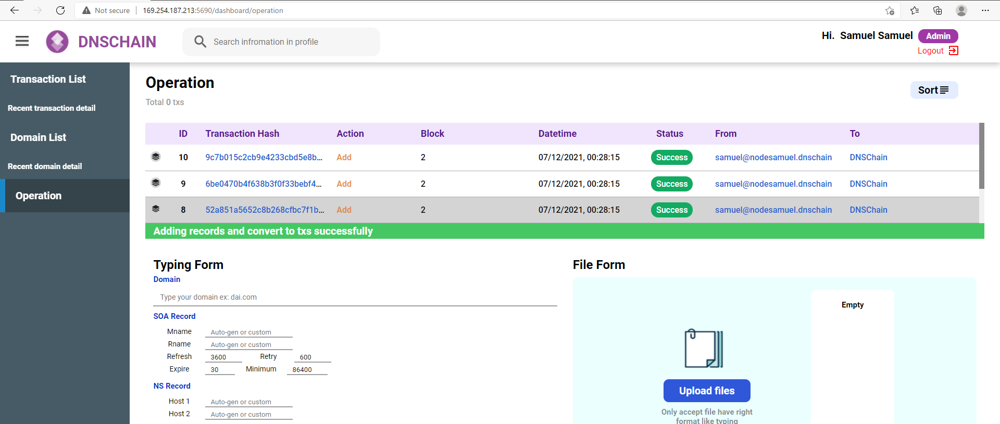 Not secure 169.254.187.213:5690/dashboard/operation
DNSCHAIN
Search infromation in profile
Hi. Samuel Samuel Admin
Logout
Transaction List
Recent transaction detail
Domain List
Recent domain detail
Operation
Operation
Total 0 txs
Sort
ID Transaction Hash Action Block Datetime Status From To
10 9c7b015c2cb9e4233cbd5e8b... Add 2 07/12/2021, 00:28:15 Success samuel@nodesamuel.dnschain DNSChain
9 6be0470b4f638b3f0f33bebf4... Add 2 07/12/2021, 00:28:15 Success samuel@nodesamuel.dnschain DNSChain
8 52a851a5652c8b268cfbc7f1b... Add 2 07/12/2021, 00:28:15 Success samuel@nodesamuel.dnschain DNSChain
Adding records and convert to txs successfully
Typing Form
Domain
Type your domain ex: dai.com
SOA Record
Mname Auto-gen or custom
Rname Auto-gen or custom
Refresh 3600 Retry 600
Expire 30 Minimum 86400
NS Record
Host 1 Auto-gen or custom
Host 2 Auto-gen or custom
File Form
Empty
Upload files
Only accept file have right
format like typing